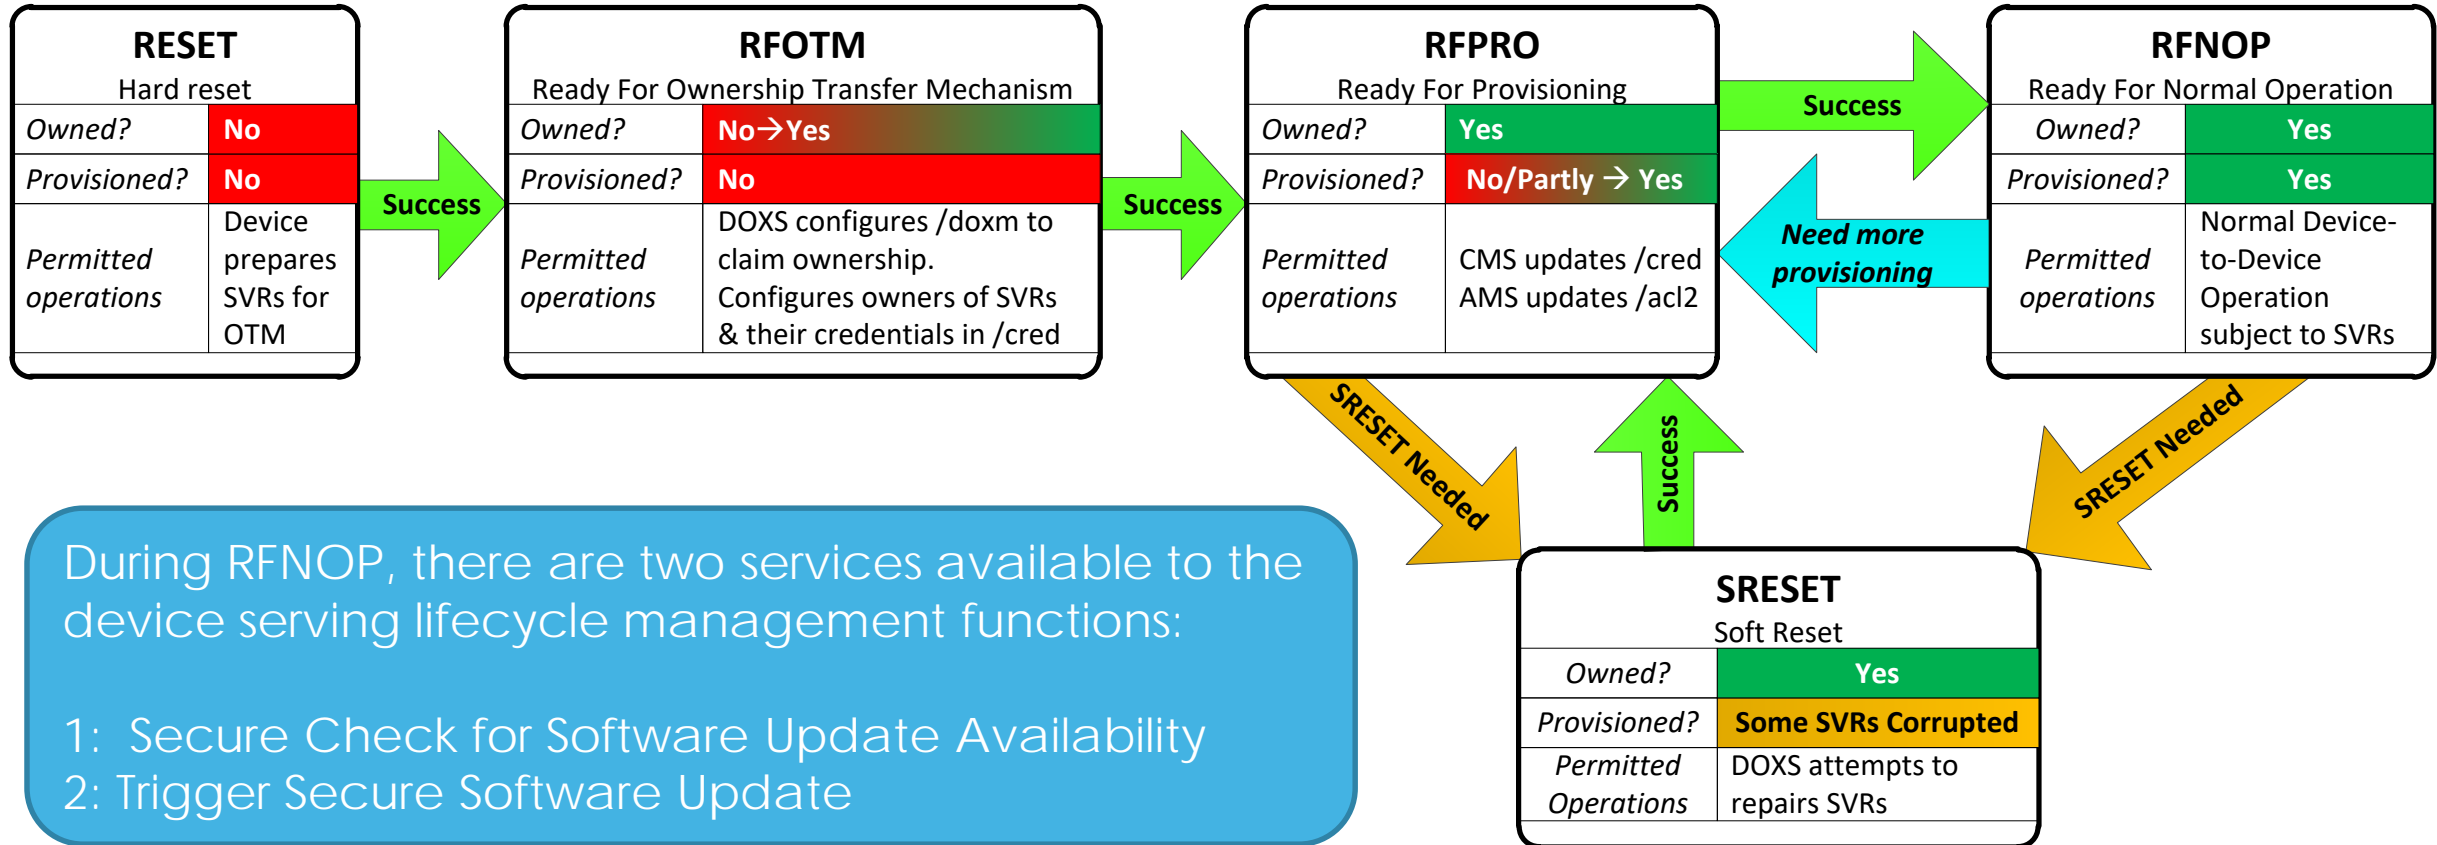 RESET
Hard reset
Owned?
No
Provisioned?
No
Permitted
operations
Device
prepares
SVRs for
OTM
Success
RFOTM
Ready For Ownership Transfer Mechanism
Owned?
No→Yes
Provisioned?
No
Permitted
operations
DOXS configures /doxm to
claim ownership.
Configures owners of SVRs
& their credentials in /cred
Success
RFPRO
Ready For Provisioning
Owned?
Yes
Provisioned?
No/Partly → Yes
Permitted
operations
CMS updates /cred
AMS updates /acl2
Success
Need more
provisioning
RFNOP
Ready For Normal Operation
Owned?
Yes
Provisioned?
Yes
Permitted
operations
Normal Device-
to-Device
Operation
subject to SVRs
SRESET Needed
Success
SRESET Needed
SRESET
Soft Reset
Owned?
Yes
Provisioned?
Some SVRs Corrupted
Permitted
Operations
DOXS attempts to
repairs SVRs
During RFNOP, there are two services available to the
device serving lifecycle management functions:
1: Secure Check for Software Update Availability
2: Trigger Secure Software Update